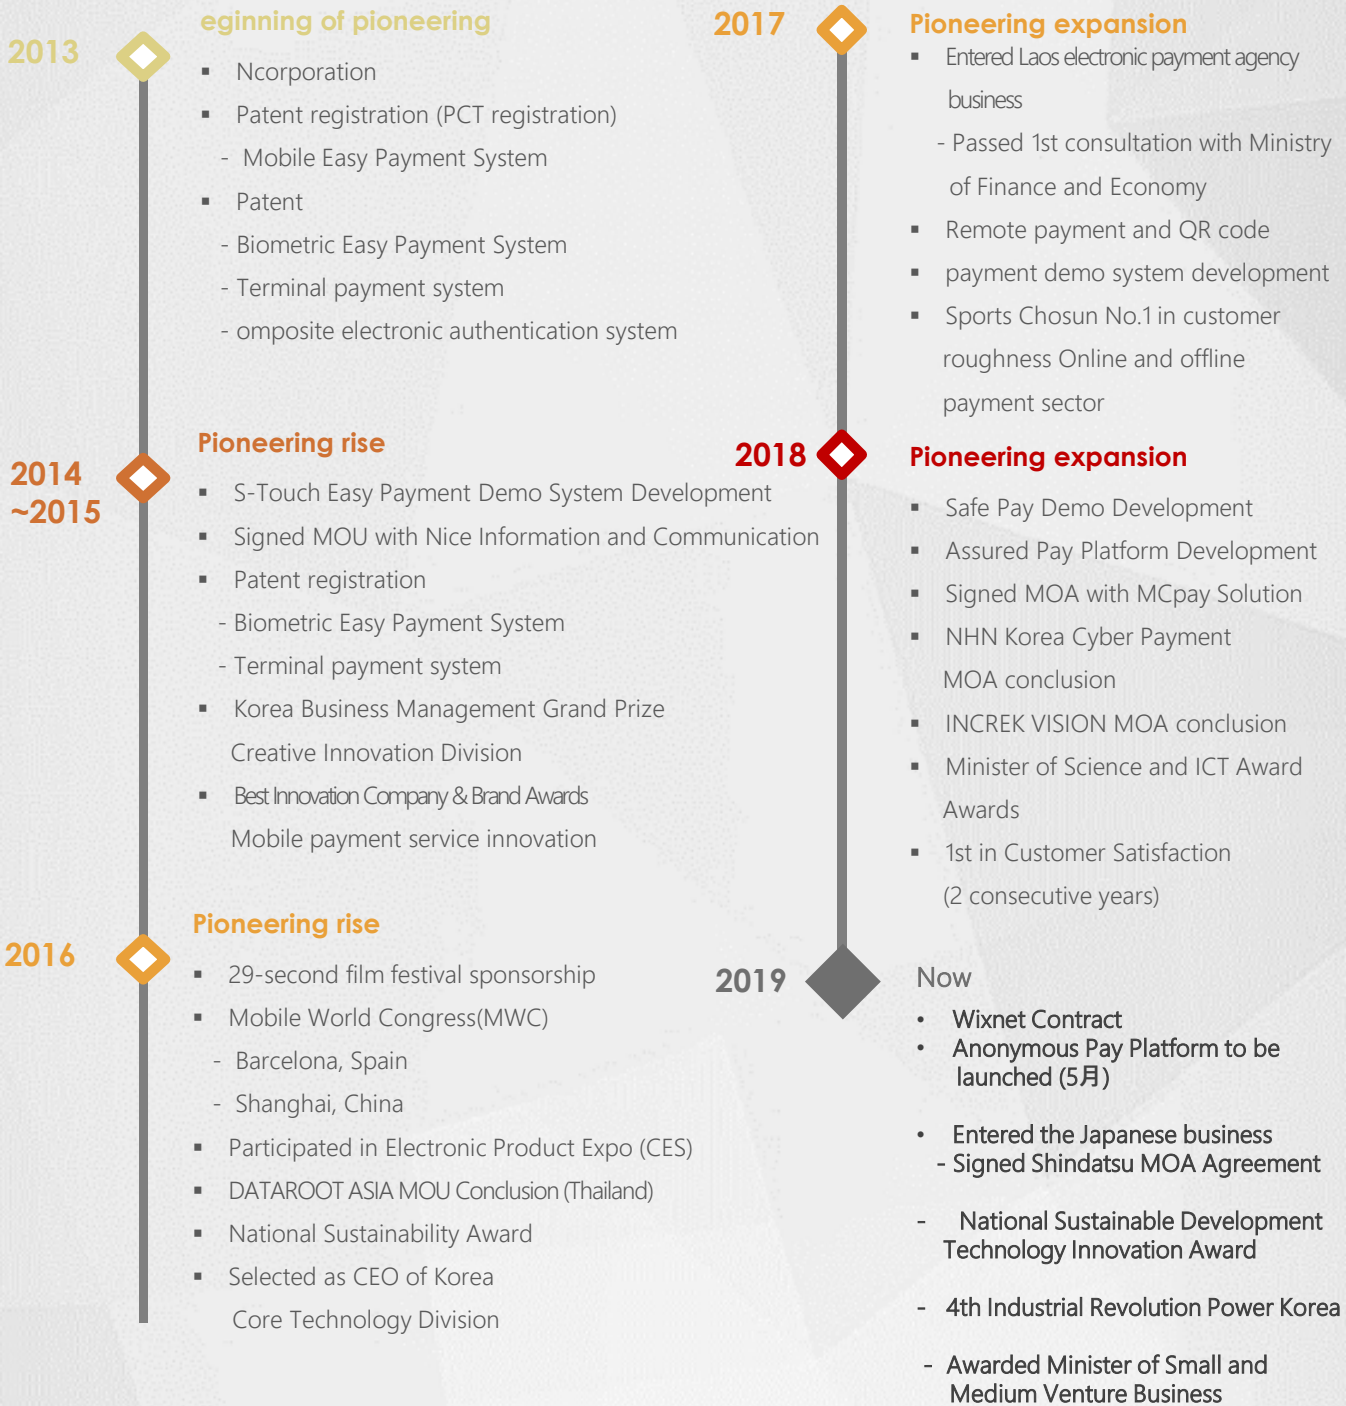 2013
eginning of pioneering
▪ Ncorporation
▪ Patent registration (PCT registration)
- Mobile Easy Payment System
▪ Patent
- Biometric Easy Payment System
- Terminal payment system
- omposite electronic authentication system
2014
~2015
Pioneering rise
▪ S-Touch Easy Payment Demo System Development
▪ Signed MOU with Nice Information and Communication
▪ Patent registration
- Biometric Easy Payment System
- Terminal payment system
▪ Korea Business Management Grand Prize
Creative Innovation Division
▪ Best Innovation Company & Brand Awards
Mobile payment service innovation
2016
Pioneering rise
▪ 29-second film festival sponsorship
▪ Mobile World Congress(MWC)
- Barcelona, Spain
- Shanghai, China
▪ Participated in Electronic Product Expo (CES)
▪ DATAROOT ASIA MOU Conclusion (Thailand)
▪ National Sustainability Award
▪ Selected as CEO of Korea
Core Technology Division
2017
Pioneering expansion
▪ Entered Laos electronic payment agency
business
- Passed 1st consultation with Ministry
of Finance and Economy
▪ Remote payment and QR code
▪ payment demo system development
▪ Sports Chosun No.1 in customer
roughness Online and offline
payment sector
2018
Pioneering expansion
▪ Safe Pay Demo Development
▪ Assured Pay Platform Development
▪ Signed MOA with MCpay Solution
▪ NHN Korea Cyber Payment
MOA conclusion
▪ INCREK VISION MOA conclusion
▪ Minister of Science and ICT Award
Awards
▪ 1st in Customer Satisfaction
(2 consecutive years)
2019
Now
• Wixnet Contract
• Anonymous Pay Platform to be
launched (5月)
• Entered the Japanese business
- Signed Shindatsu MOA Agreement
- National Sustainable Development
Technology Innovation Award
- 4th Industrial Revolution Power Korea
- Awarded Minister of Small and
Medium Venture Business